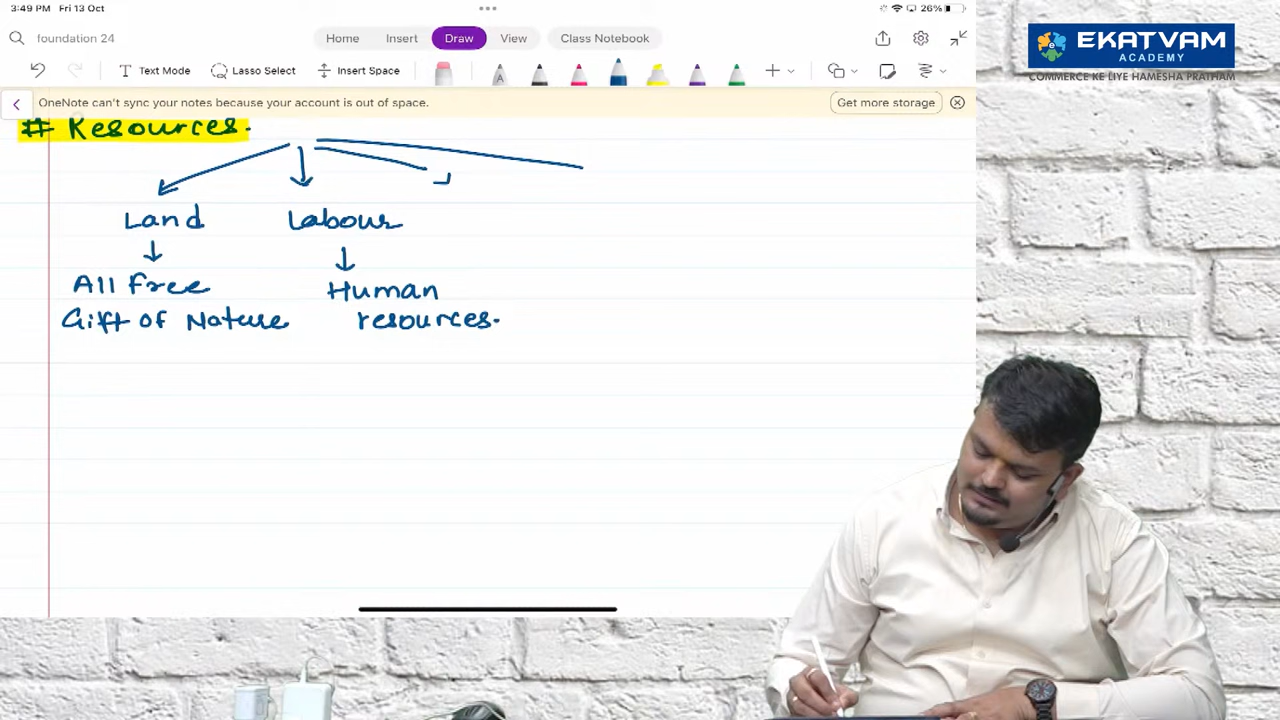 3:49 PM Fri 13 Oct
26%
foundation 24
Home Insert Draw View Class Notebook
Text Mode Lasso Select Insert Space
OneNote can't sync your notes because your account is out of space.
Get more storage
# Resources.
Land Labour
All free
Gift of Nature
Human
resources.
EKATVAM
ACADEMY
COMMERCE KE LIYE HAMESHA PRATHAM